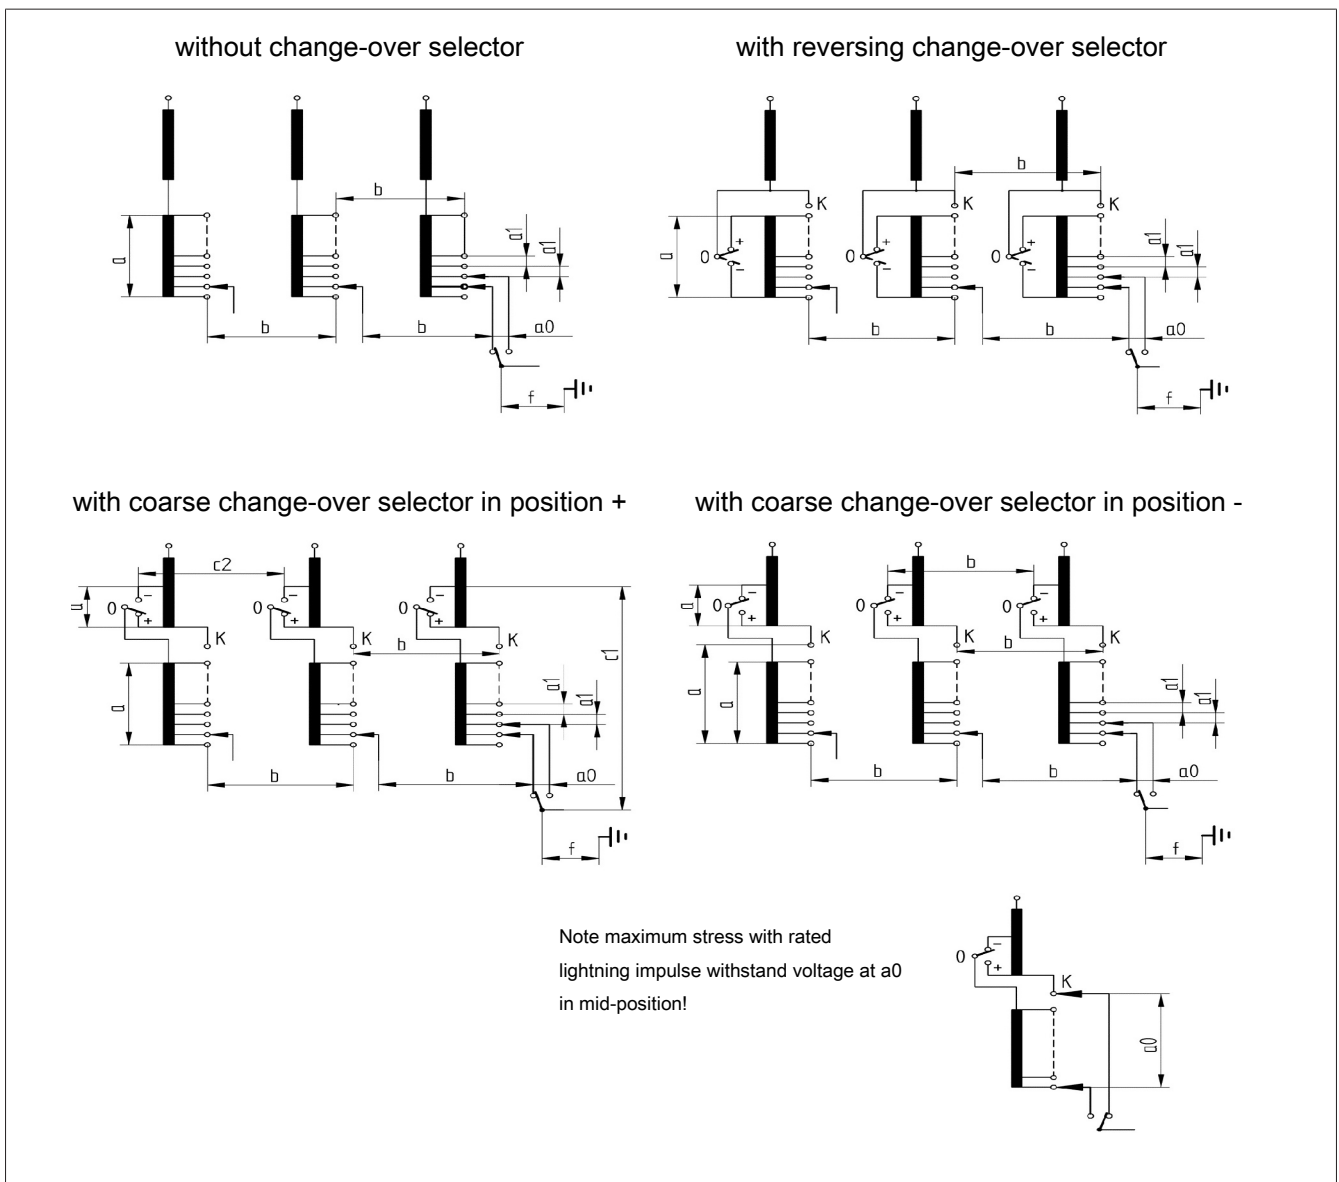 without change-over selector
with reversing change-over selector
b
a
a1
a1
b
b
a0
f
b
K
K
K
0
+
-
0
+
-
0
+
-
a
a1
a1
b
b
a0
f
with coarse change-over selector in position +
with coarse change-over selector in position -
c2
a
0
-
+
0
-
+
0
-
+
K
K
K
b
c1
a
a1
a1
b
b
a0
f
b
a
0
-
+
0
-
+
0
-
+
K
K
K
b
a
a
a1
a1
b
b
a0
f
Note maximum stress with rated
lightning impulse withstand voltage at a0
in mid-position!
0
-
+
K
a0